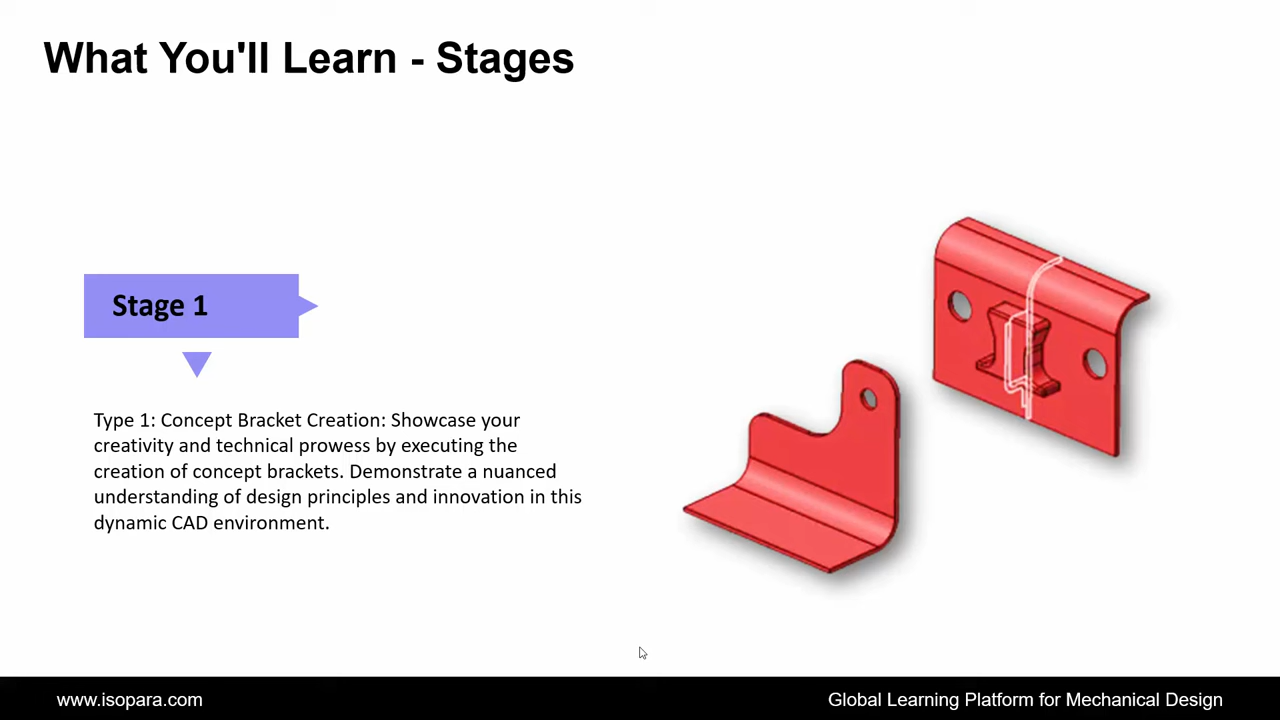 What You'll Learn - Stages
Stage 1
Type 1: Concept Bracket Creation: Showcase your
creativity and technical prowess by executing the
creation of concept brackets. Demonstrate a nuanced
understanding of design principles and innovation in this
dynamic CAD environment.
www.isopara.com
Global Learning Platform for Mechanical Design